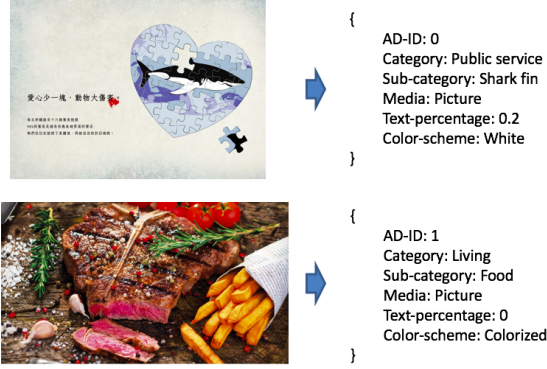 愛心少一塊，動物大傷害。
{
AD-ID: 0
Category: Public service
Sub-category: Shark fin
Media: Picture
Text-percentage: 0.2
Color-scheme: White
}
{
AD-ID: 1
Category: Living
Sub-category: Food
Media: Picture
Text-percentage: 0
Color-scheme: Colorized
}